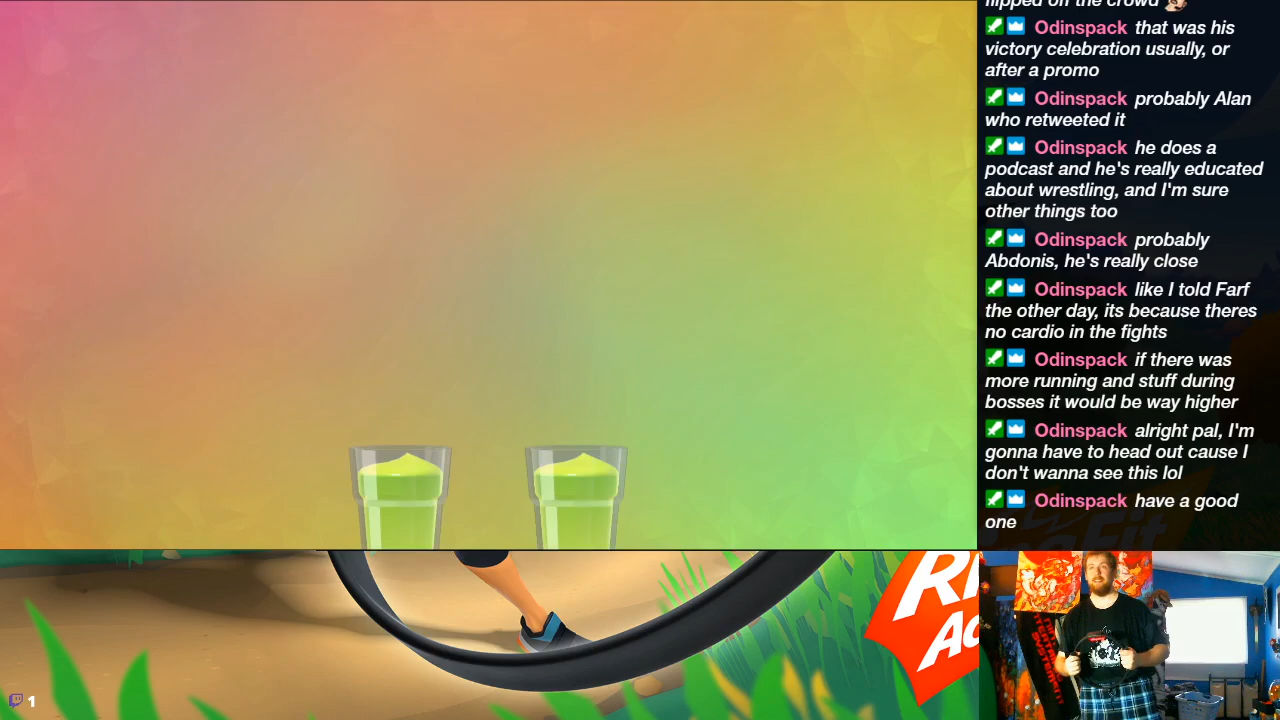 flipped off the crowd
Odinspack that was his
victory celebration usually, or
after a promo
Odinspack probably Alan
who retweeted it
Odinspack he does a
podcast and he's really educated
about wrestling, and I'm sure
other things too
Odinspack probably
Abdonis, he's really close
Odinspack like I told Farf
the other day, its because theres
no cardio in the fights
Odinspack if there was
more running and stuff during
bosses it would be way higher
Odinspack alright pal, I'm
gonna have to head out cause I
don't wanna see this lol
Odinspack have a good
one
1